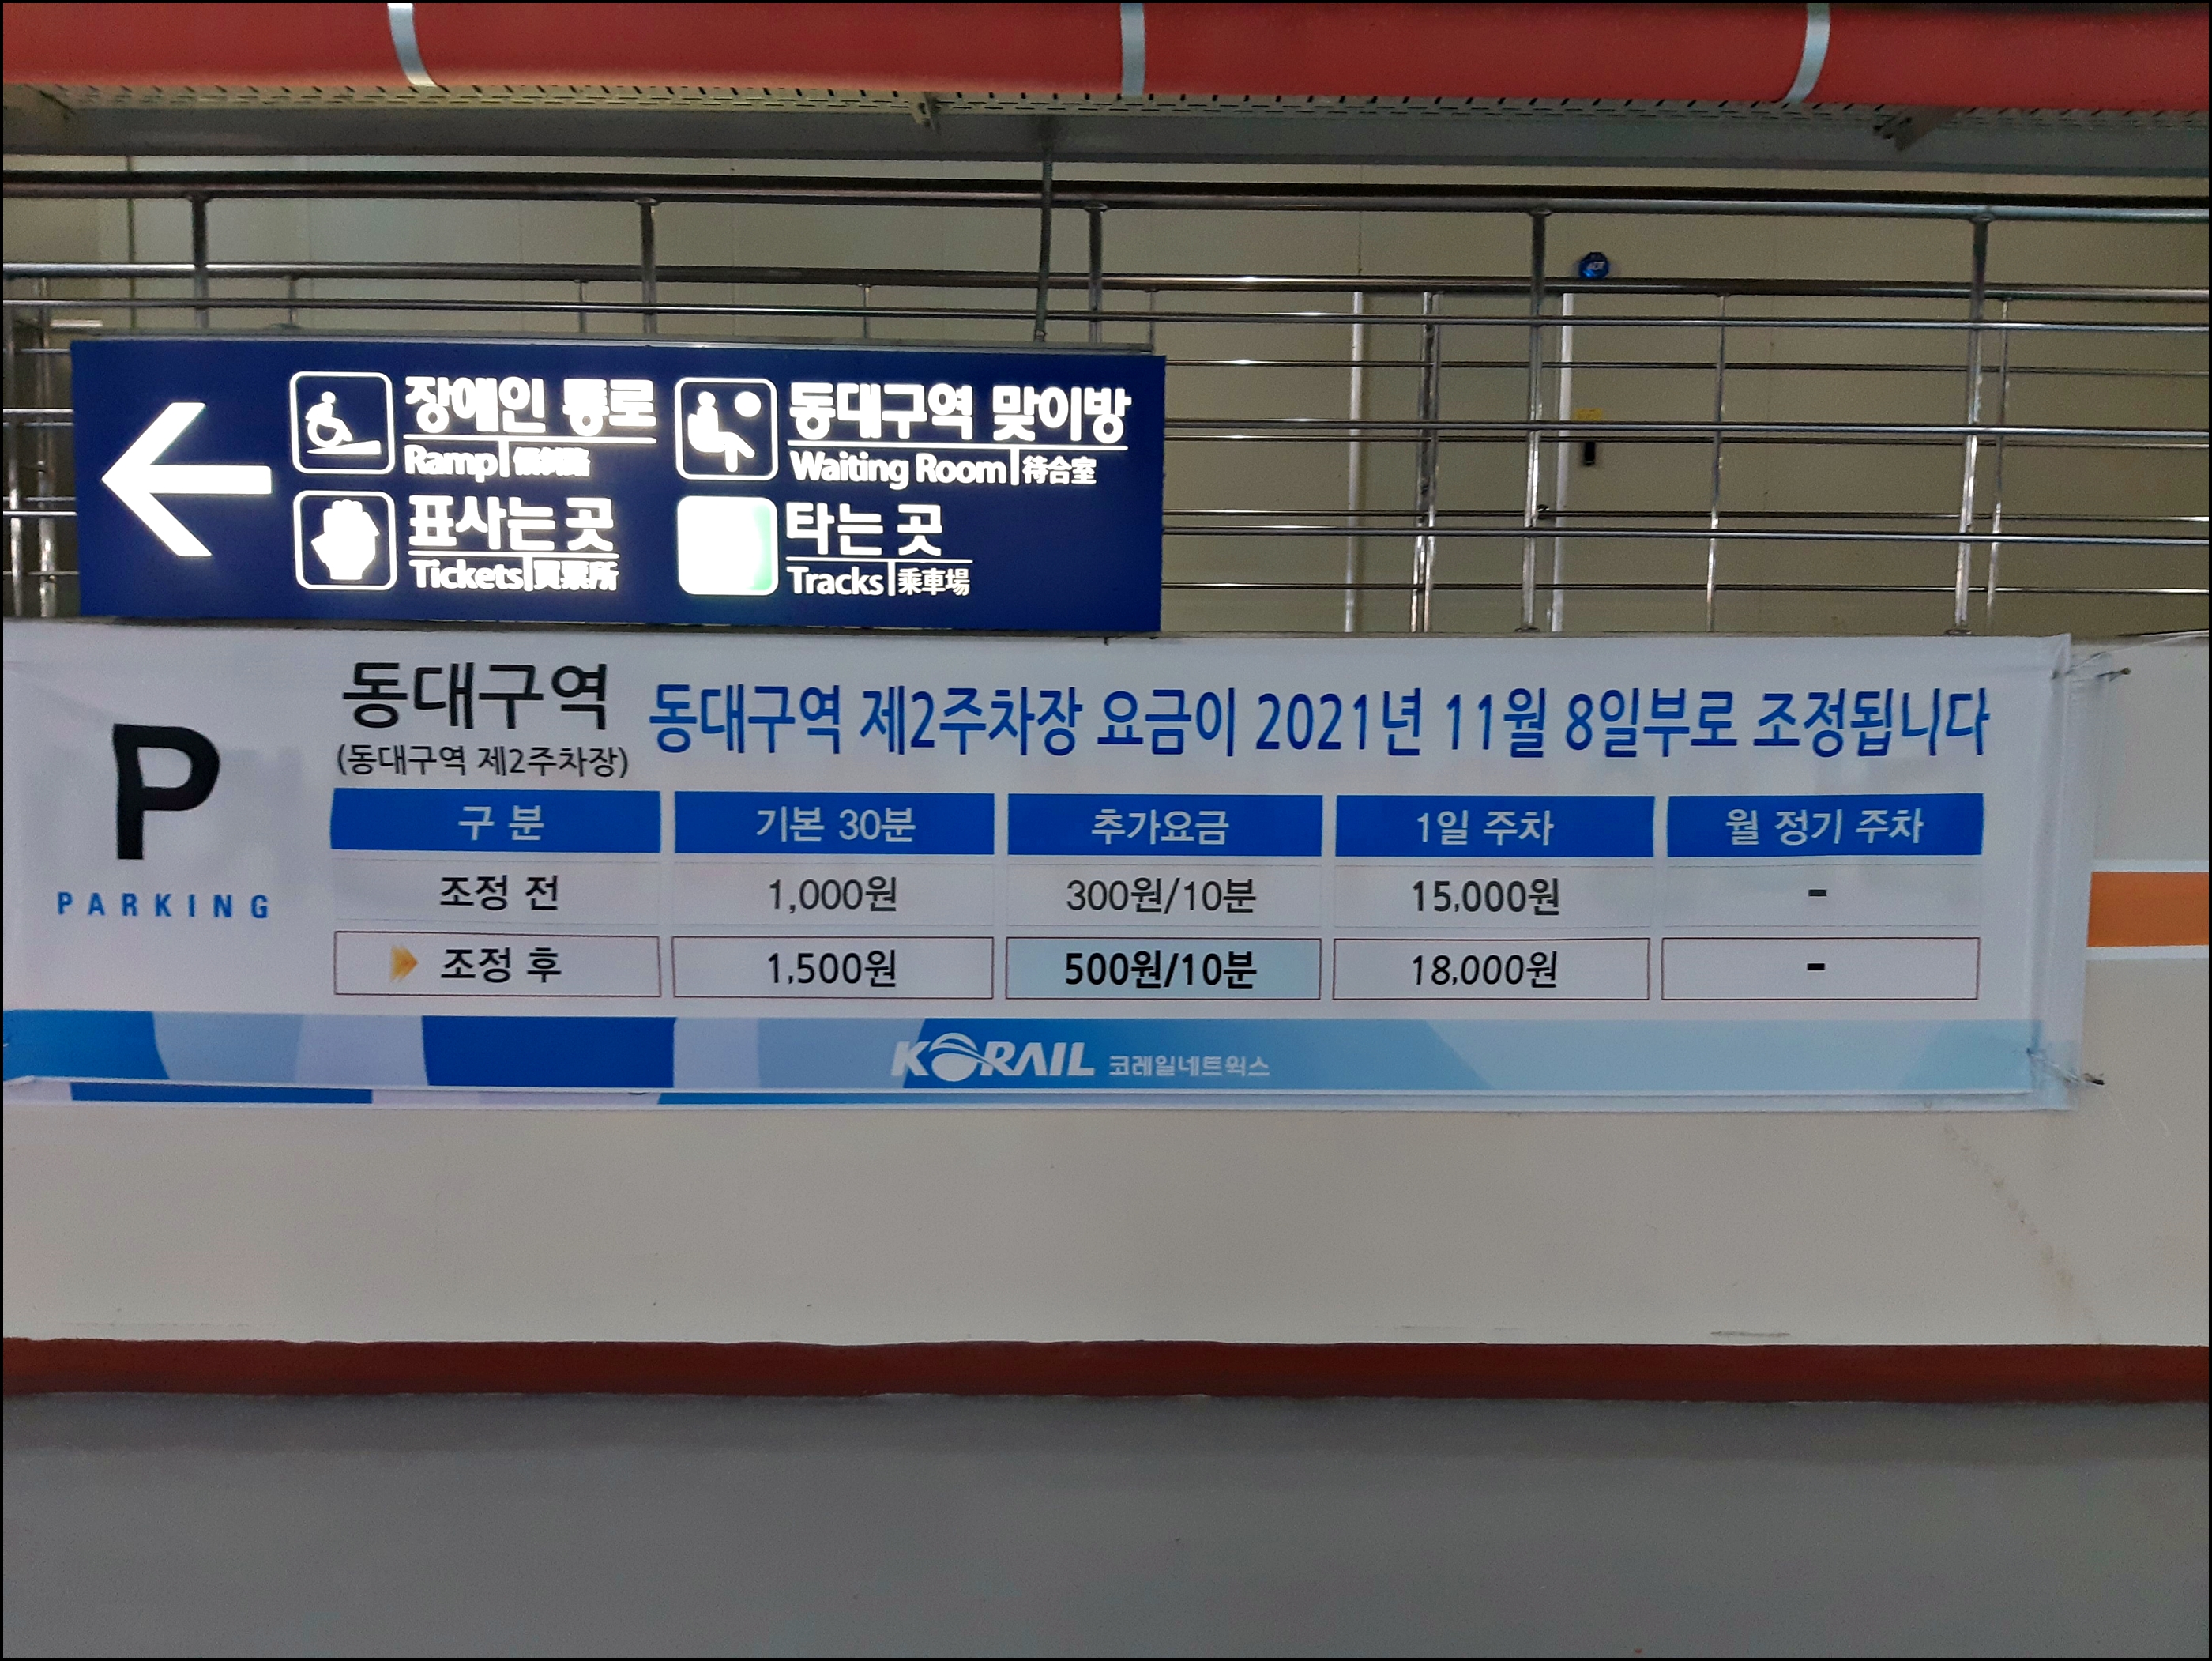 장애인 통로
Ramp
동대구역 맞이방
Waiting Room 待合室
표사는 곳
Tickets 買票所
타는 곳
Tracks 乘車場
P
PARKING
동대구역
(동대구역 제2주차장)
동대구역 제2주차장 요금이 2021년 11월 8일부로 조정됩니다
구 분 기본 30분 추가요금 1일 주차 월 정기 주차
조정 전 1,000원 300원/10분 15,000원 -
조정 후 1,500원 500원/10분 18,000원 -
KORAIL 코레일네트웍스